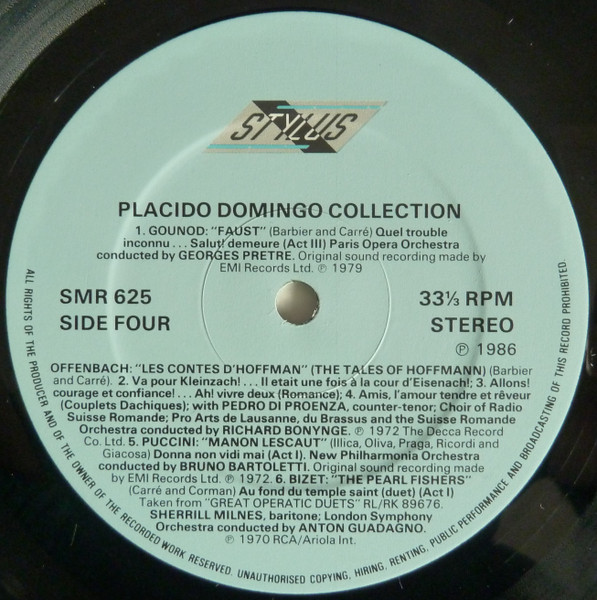 STYLUS
PLACIDO DOMINGO COLLECTION
1. GOUNOD: "FAUST" (Barbier and Carré) Quel trouble
inconnu . . . Salut! demeure (Act III) Paris Opera Orchestra
conducted by GEORGES PRETRE. Original sound recording made by
EMI Records Ltd. ℗ 1979
SMR 625
SIDE FOUR
33⅓ RPM
STEREO
℗ 1986
OFFENBACH: "LES CONTES D'HOFFMAN" (THE TALES OF HOFFMANN) (Barbier
and Carré). 2. Va pour Kleinzach! . . . Il etait une fois à la cour d'Eisenach!; 3. Allons!
courage et confiance! . . . Ah! vivre deux (Romance); 4. Amis, l'amour tendre et rêveur
(Couplets Dachiques); with PEDRO DI PROENZA, counter-tenor; Choir of Radio
Suisse Romande; Pro Arts de Lausanne, du Brassus and the Suisse Romande
Orchestra conducted by RICHARD BONYNGE. ℗ 1972 The Decca Record
Co. Ltd. 5. PUCCINI: "MANON LESCAUT" (Illica, Oliva, Praga, Ricordi and
Giacosa) Donna non vidi mai (Act I). New Philharmonia Orchestra
conducted by BRUNO BARTOLETTI. Original sound recording made
by EMI Records Ltd. ℗ 1972. 6. BIZET: "THE PEARL FISHERS"
(Carré and Corman) Au fond du temple saint (duet) (Act I)
Taken from "GREAT OPERATIC DUETS" RL/RK 89676.
SHERRILL MILNES, baritone; London Symphony
Orchestra conducted by ANTON GUADAGNO.
℗ 1970 RCA/Ariola Int.
ALL RIGHTS OF THE PRODUCER AND OF THE OWNER OF THE RECORDED WORK RESERVED. UNAUTHORISED COPYING, HIRING, RENTING, PUBLIC PERFORMANCE AND BROADCASTING OF THIS RECORD PROHIBITED.